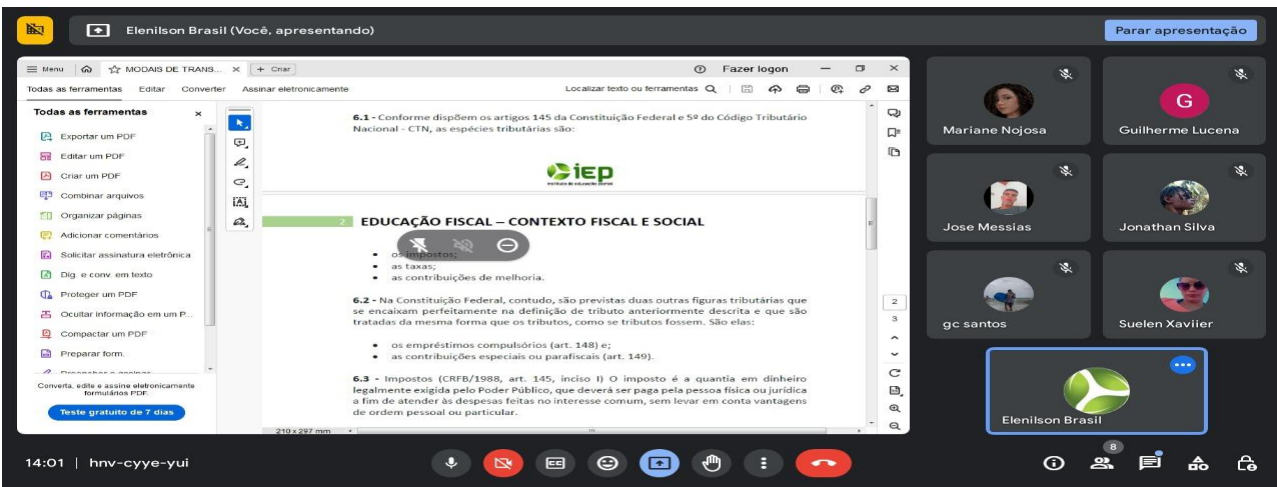 Elenilson Brasil (Você, apresentando)
Parar apresentação
Menu
MODAIS DE TRANS...
+ Criar
Fazer logon
Todas as ferramentas
Editar
Converter
Assinar eletronicamente
Localizar texto ou ferramentas
Todas as ferramentas
Exportar um PDF
Editar um PDF
Criar um PDF
Combinar arquivos
Organizar páginas
Adicionar comentários
Solicitar assinatura eletrônica
Dig. e conv. em texto
Proteger um PDF
Ocultar informação em um P...
Compactar um PDF
Preparar form.
Converta, edite e assine eletronicamente
formulários PDF.
Teste gratuito de 7 dias
6.1 - Conforme dispõem os artigos 145 da Constituição Federal e 5º do Código Tributário
Nacional - CTN, as espécies tributárias são:
iep
2 EDUCAÇÃO FISCAL – CONTEXTO FISCAL E SOCIAL
• os impostos;
• as taxas;
• as contribuições de melhoria.
6.2 - Na Constituição Federal, contudo, são previstas duas outras figuras tributárias que
se encaixam perfeitamente na definição de tributo anteriormente descrita e que são
tratadas da mesma forma que os tributos, como se tributos fossem. São elas:
• os empréstimos compulsórios (art. 148) e;
• as contribuições especiais ou parafiscais (art. 149).
6.3 - Impostos (CRFB/1988, art. 145, inciso I) O imposto é a quantia em dinheiro
legalmente exigida pelo Poder Público, que deverá ser paga pela pessoa física ou jurídica
a fim de atender às despesas feitas no interesse comum, sem levar em conta vantagens
de ordem pessoal ou particular.
210 x 297 mm
2
3
Mariane Nojosa
G
Guilherme Lucena
Jose Messias
Jonathan Silva
gc santos
Suelen Xaviier
Elenilson Brasil
14:01 | hnv-cyye-yui
8